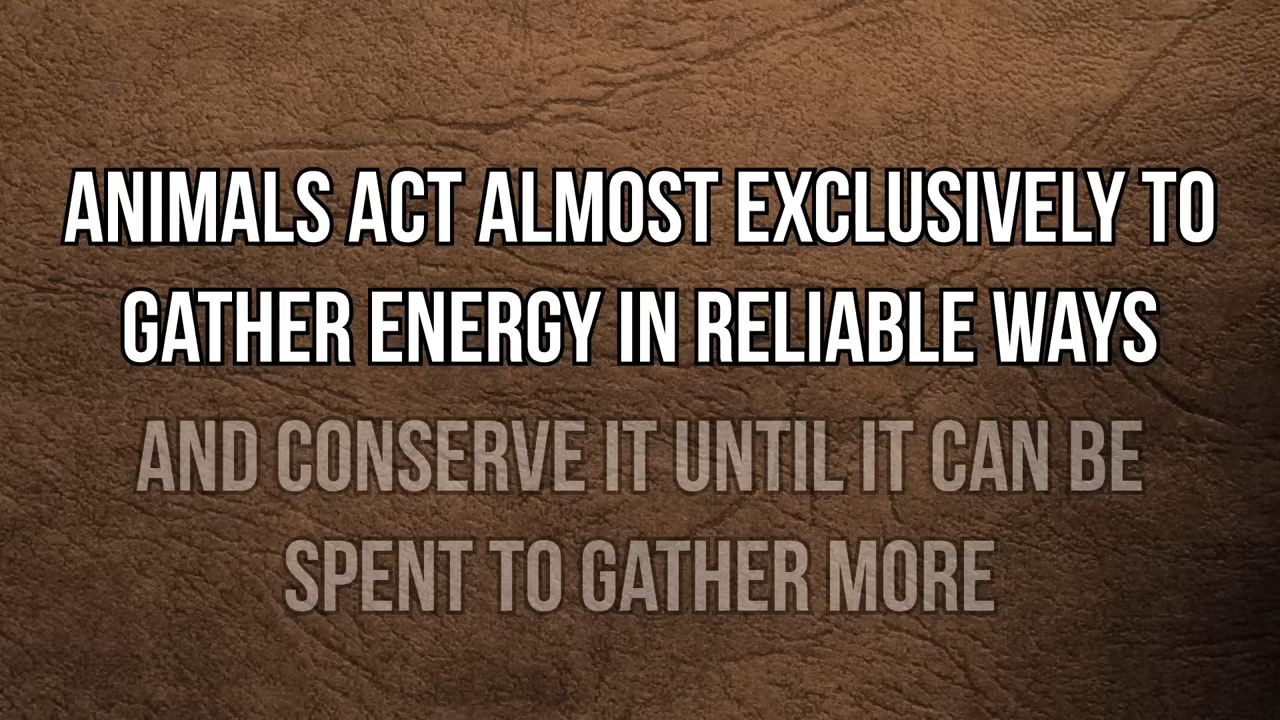 ANIMALS ACT ALMOST EXCLUSIVELY TO
GATHER ENERGY IN RELIABLE WAYS
AND CONSERVE IT UNTIL IT CAN BE
SPENT TO GATHER MORE